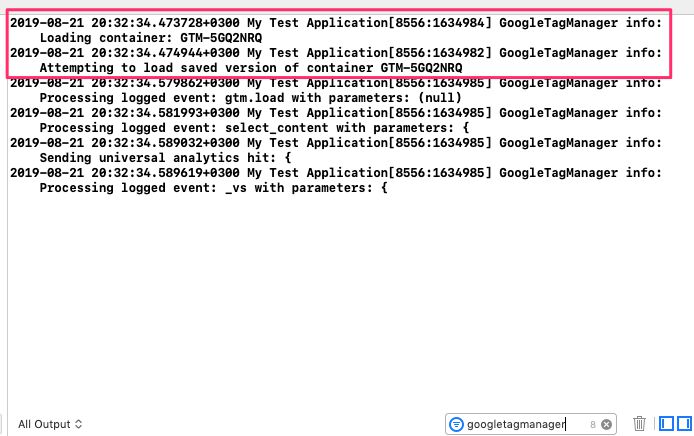 2019-08-21 20:32:34.473728+0300 My Test Application[8556:1634984] GoogleTagManager info:
Loading container: GTM-5GQ2NRQ
2019-08-21 20:32:34.474944+0300 My Test Application[8556:1634982] GoogleTagManager info:
Attempting to load saved version of container GTM-5GQ2NRQ
2019-08-21 20:32:34.579862+0300 My Test Application[8556:1634985] GoogleTagManager info:
Processing logged event: gtm.load with parameters: (null)
2019-08-21 20:32:34.581993+0300 My Test Application[8556:1634985] GoogleTagManager info:
Processing logged event: select_content with parameters: {
2019-08-21 20:32:34.589032+0300 My Test Application[8556:1634985] GoogleTagManager info:
Sending universal analytics hit: {
2019-08-21 20:32:34.589619+0300 My Test Application[8556:1634985] GoogleTagManager info:
Processing logged event: _vs with parameters: {
All Output googletagmanager 8